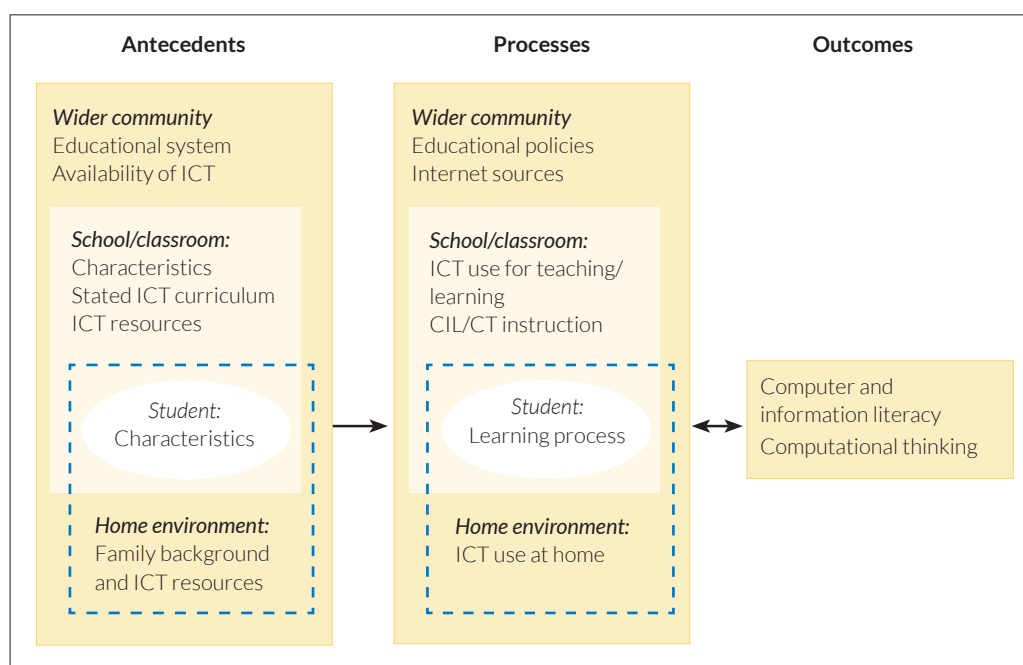 Antecedents
Processes
Outcomes
Wider community
Educational system
Availability of ICT
School/classroom:
Characteristics
Stated ICT curriculum
ICT resources
Student:
Characteristics
Home environment:
Family background
and ICT resources
Wider community
Educational policies
Internet sources
School/classroom:
ICT use for teaching/
learning
CIL/CT instruction
Student:
Learning process
Home environment:
ICT use at home
Computer and
information literacy
Computational thinking